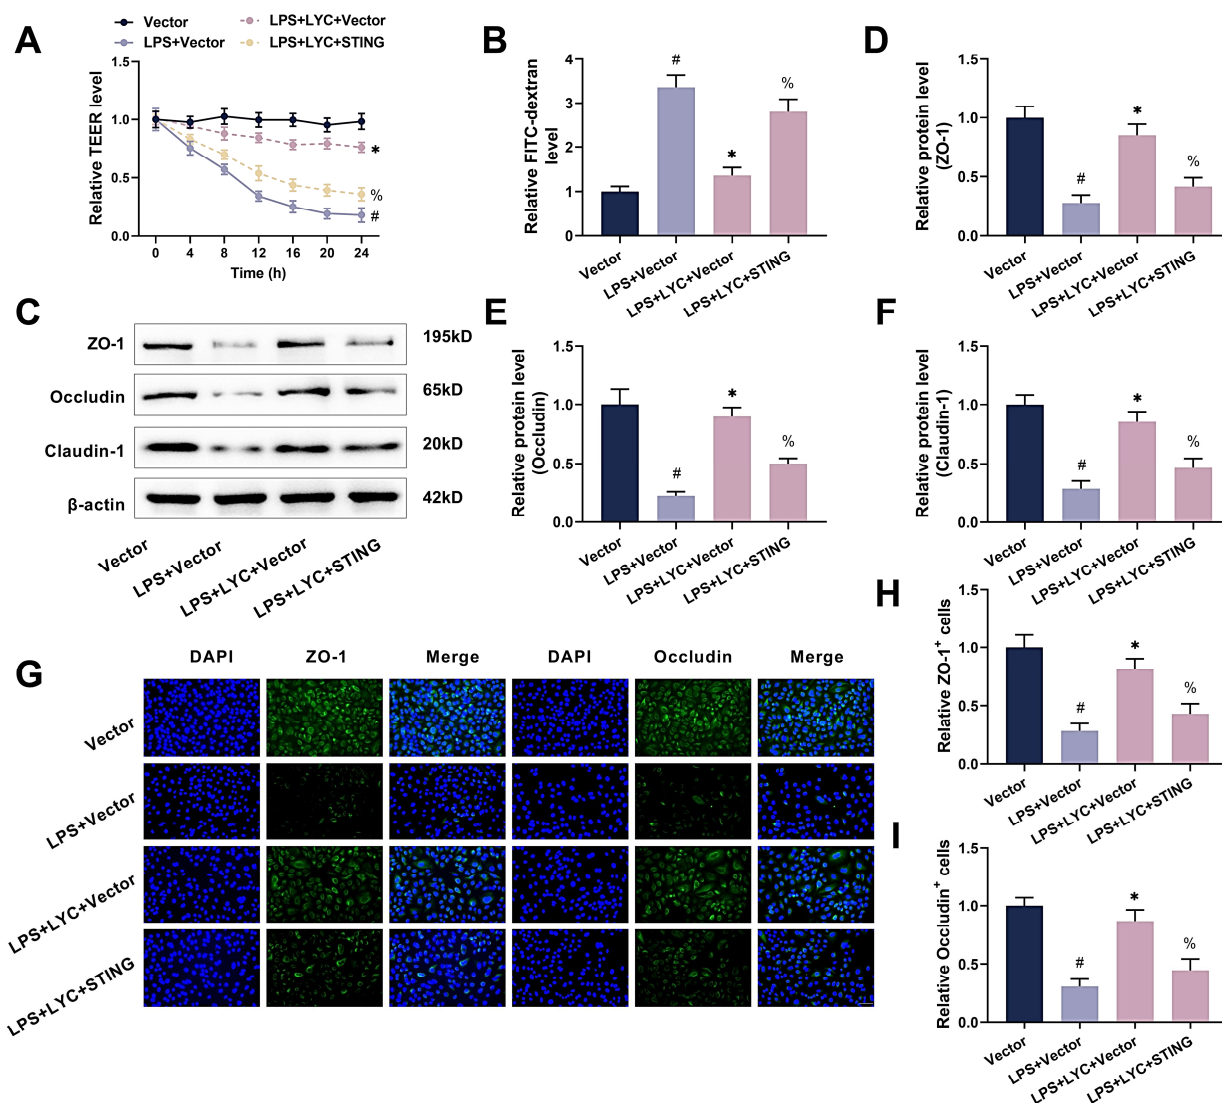 A
Vector
LPS+Vector
LPS+LYC+Vector
LPS+LYC+STING
Relative TEER level
1.5
1.0
0.5
0.0
*
%
#
0 4 8 12 16 20 24
Time (h)
B
Relative FITC-dextran
level
4
3
2
1
0
#
*
%
Vector
LPS+Vector
LPS+LYC+Vector
LPS+LYC+STING
D
Relative protein level
(ZO-1)
1.5
1.0
0.5
0.0
#
*
%
Vector
LPS+Vector
LPS+LYC+Vector
LPS+LYC+STING
C
ZO-1 195kD
Occludin 65kD
Claudin-1 20kD
β-actin 42kD
Vector
LPS+Vector
LPS+LYC+Vector
LPS+LYC+STING
E
Relative protein level
(Occludin)
1.5
1.0
0.5
0.0
#
*
%
Vector
LPS+Vector
LPS+LYC+Vector
LPS+LYC+STING
F
Relative protein level
(Claudin-1)
1.5
1.0
0.5
0.0
#
*
%
Vector
LPS+Vector
LPS+LYC+Vector
LPS+LYC+STING
G
DAPI ZO-1 Merge DAPI Occludin Merge
Vector
LPS+Vector
LPS+LYC+Vector
LPS+LYC+STING
H
Relative ZO-1+ cells
1.5
1.0
0.5
0.0
#
*
%
Vector
LPS+Vector
LPS+LYC+Vector
LPS+LYC+STING
I
Relative Occludin+ cells
1.5
1.0
0.5
0.0
#
*
%
Vector
LPS+Vector
LPS+LYC+Vector
LPS+LYC+STING